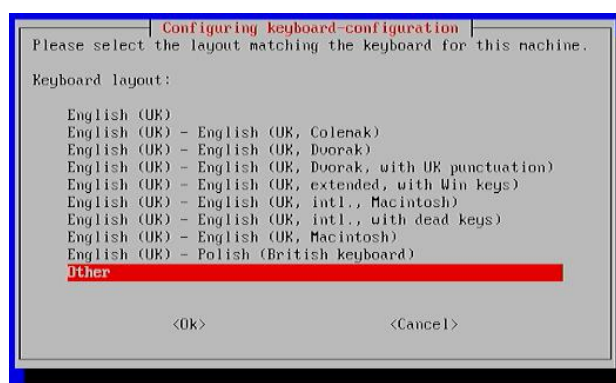 Configuring keyboard-configuration
Please select the layout matching the keyboard for this machine.
Keyboard layout:
English (UK)
English (UK) - English (UK, Colemak)
English (UK) - English (UK, Dvorak)
English (UK) - English (UK, Dvorak, with UK punctuation)
English (UK) - English (UK, extended, with Win keys)
English (UK) - English (UK, intl., Macintosh)
English (UK) - English (UK, intl., with dead keys)
English (UK) - English (UK, Macintosh)
English (UK) - Polish (British keyboard)
Other
<Ok> <Cancel>